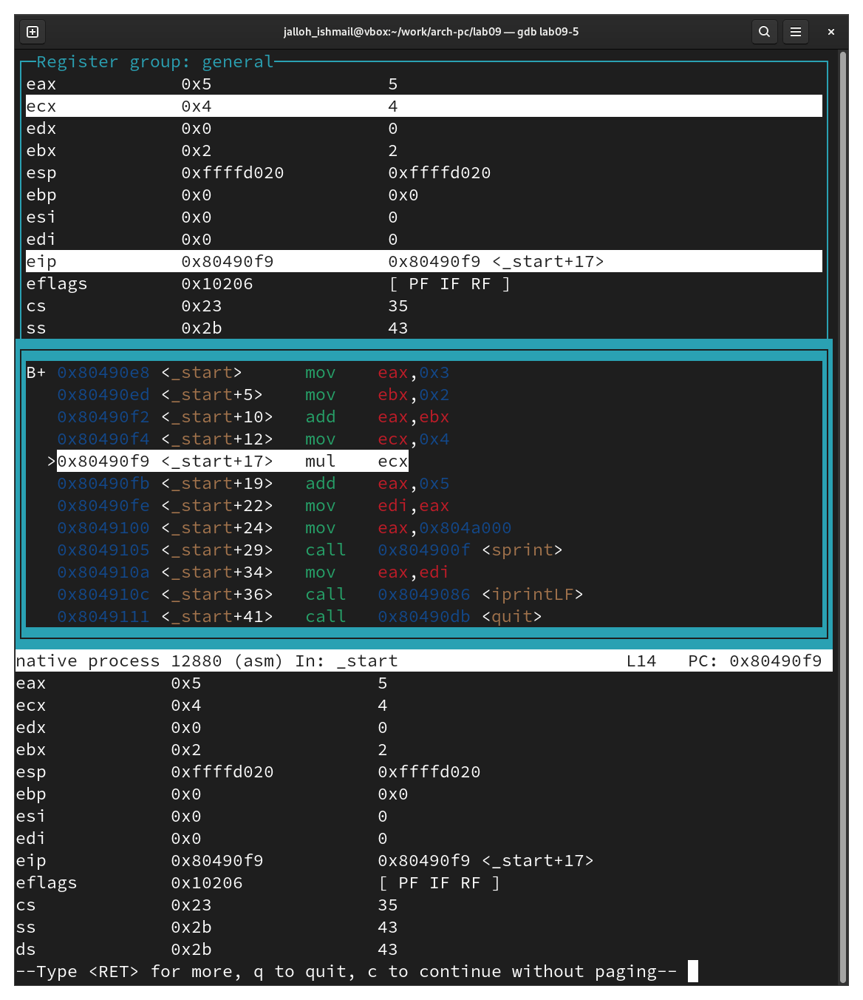 jalloh_ishmail@vbox:~/work/arch-pc/lab09 — gdb lab09-5
Register group: general
eax 0x5 5
ecx 0x4 4
edx 0x0 0
ebx 0x2 2
esp 0xffffd020 0xffffd020
ebp 0x0 0x0
esi 0x0 0
edi 0x0 0
eip 0x80490f9 0x80490f9 <_start+17>
eflags 0x10206 [ PF IF RF ]
cs 0x23 35
ss 0x2b 43
B+ 0x80490e8 <_start> mov eax,0x3
0x80490ed <_start+5> mov ebx,0x2
0x80490f2 <_start+10> add eax,ebx
0x80490f4 <_start+12> mov ecx,0x4
>0x80490f9 <_start+17> mul ecx
0x80490fb <_start+19> add eax,0x5
0x80490fe <_start+22> mov edi,eax
0x8049100 <_start+24> mov eax,0x804a000
0x8049105 <_start+29> call 0x804900f <sprint>
0x804910a <_start+34> mov eax,edi
0x804910c <_start+36> call 0x8049086 <iprintLF>
0x8049111 <_start+41> call 0x80490db <quit>
native process 12880 (asm) In: _start L14 PC: 0x80490f9
eax 0x5 5
ecx 0x4 4
edx 0x0 0
ebx 0x2 2
esp 0xffffd020 0xffffd020
ebp 0x0 0x0
esi 0x0 0
edi 0x0 0
eip 0x80490f9 0x80490f9 <_start+17>
eflags 0x10206 [ PF IF RF ]
cs 0x23 35
ss 0x2b 43
ds 0x2b 43
--Type <RET> for more, q to quit, c to continue without paging--